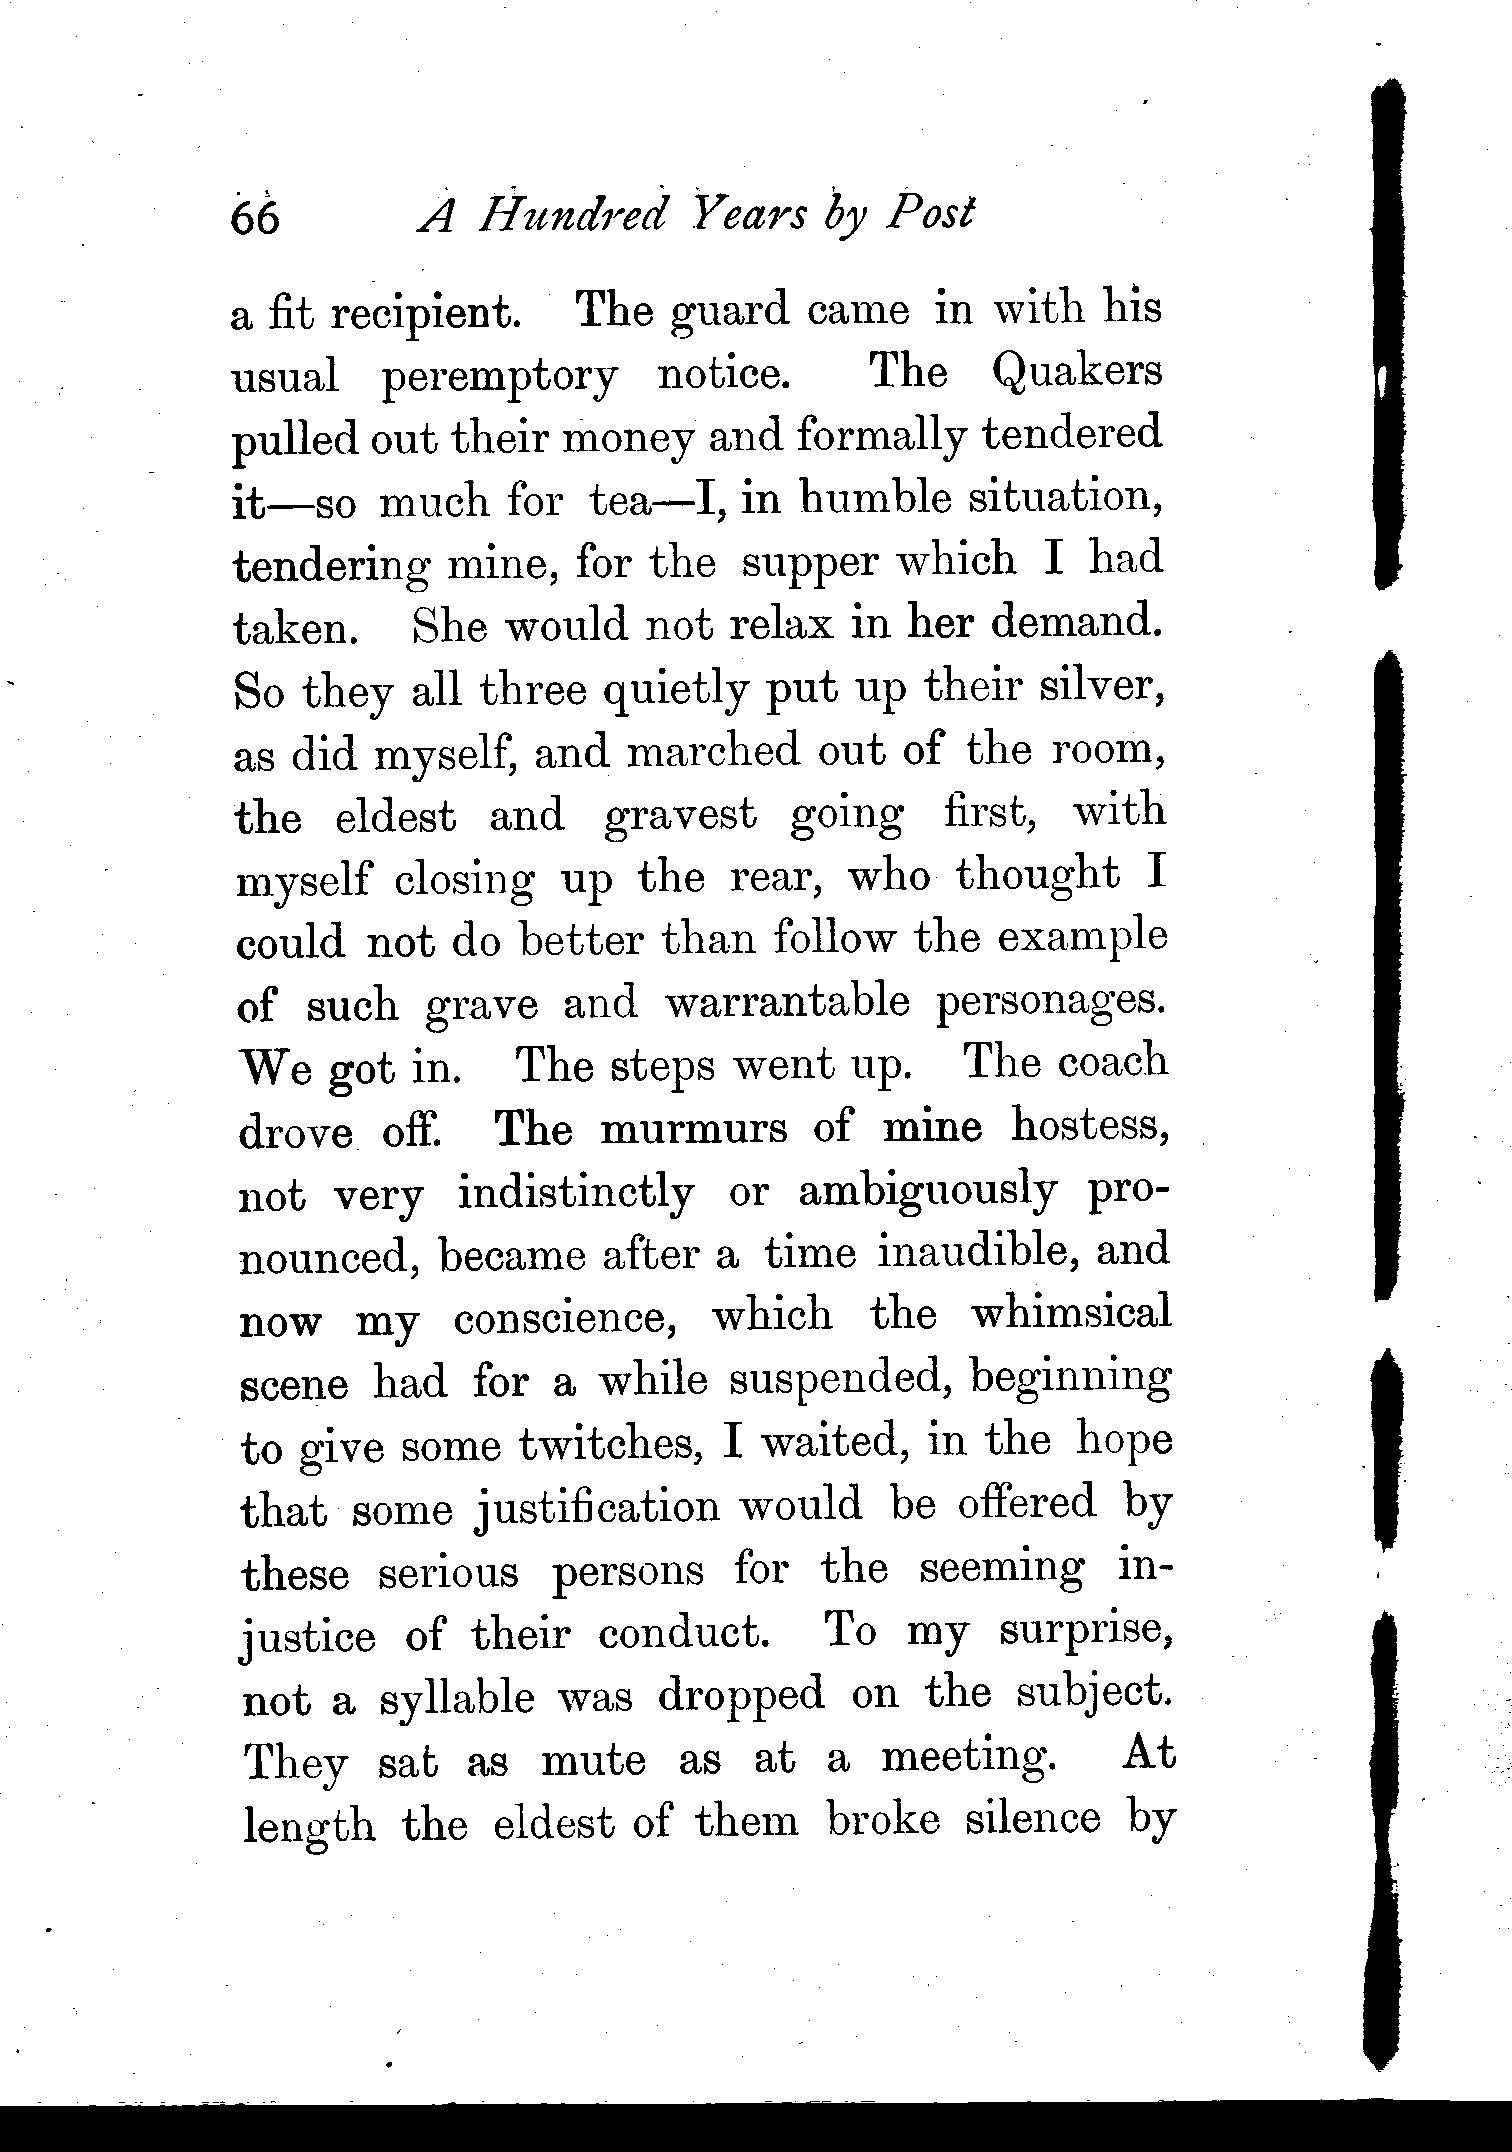 66 A Hundred Years by Post
a fit recipient. The guard came in with his
usual peremptory notice. The Quakers
pulled out their money and formally tendered
it—so much for tea—I, in humble situation,
tendering mine, for the supper which I had
taken. She would not relax in her demand.
So they all three quietly put up their silver,
as did myself, and marched out of the room,
the eldest and gravest going first, with
myself closing up the rear, who thought I
could not do better than follow the example
of such grave and warrantable personages.
We got in. The steps went up. The coach
drove off. The murmurs of mine hostess,
not very indistinctly or ambiguously pro-
nounced, became after a time inaudible, and
now my conscience, which the whimsical
scene had for a while suspended, beginning
to give some twitches, I waited, in the hope
that some justification would be offered by
these serious persons for the seeming in-
justice of their conduct. To my surprise,
not a syllable was dropped on the subject.
They sat as mute as at a meeting. At
length the eldest of them broke silence by